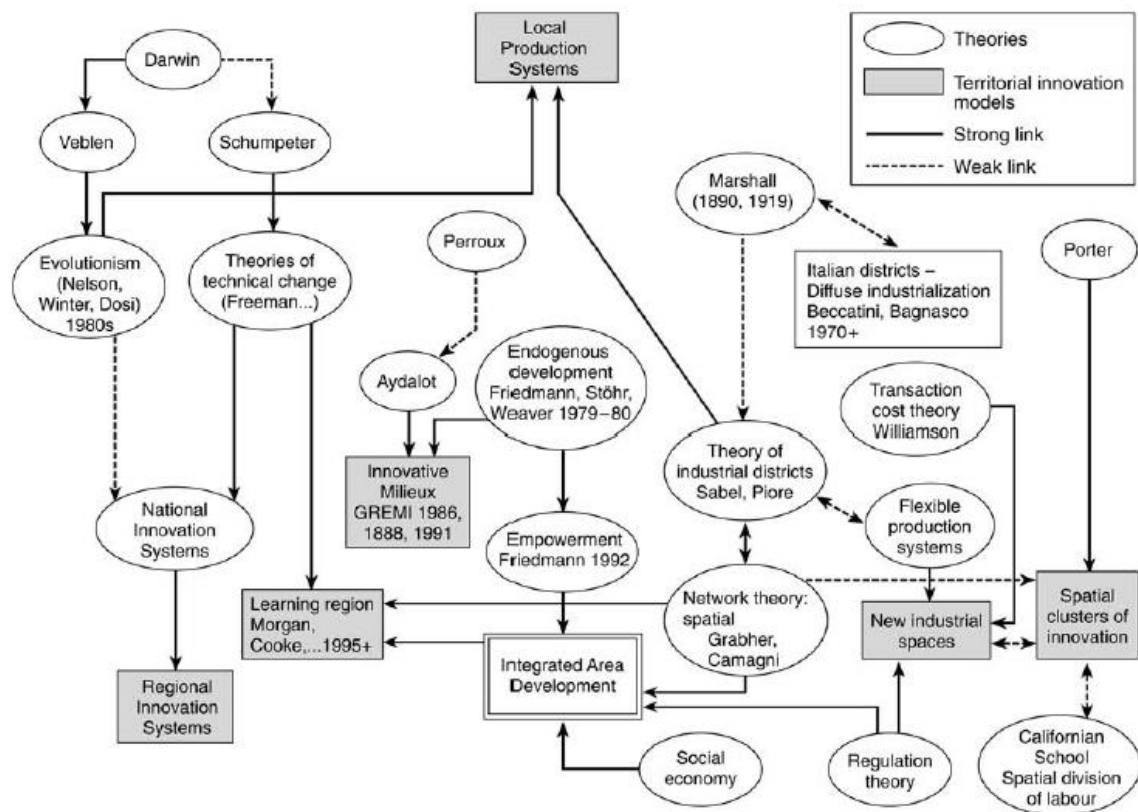 Local
Production
Systems
Theories
Territorial innovation
models
Strong link
Weak link
Darwin
Veblen
Schumpeter
Marshall
(1890, 1919)
Perroux
Porter
Evolutionism
(Nelson,
Winter, Dosi)
1980s
Theories of
technical change
(Freeman...)
Italian districts –
Diffuse industrialization
Beccatini, Bagnasco
1970+
Aydalot
Endogenous
development
Friedmann, Stöhr,
Weaver 1979–80
Transaction
cost theory
Williamson
Theory of
industrial districts
Sabel, Piore
Innovative
Milieux
GREMI 1986,
1888, 1991
National
Innovation
Systems
Empowerment
Friedmann 1992
Flexible
production
systems
Learning region
Morgan,
Cooke,...1995+
Network theory:
spatial
Grabher,
Camagni
New industrial
spaces
Spatial
clusters of
innovation
Integrated Area
Development
Regional
Innovation
Systems
Social
economy
Regulation
theory
Californian
School
Spatial division
of labour